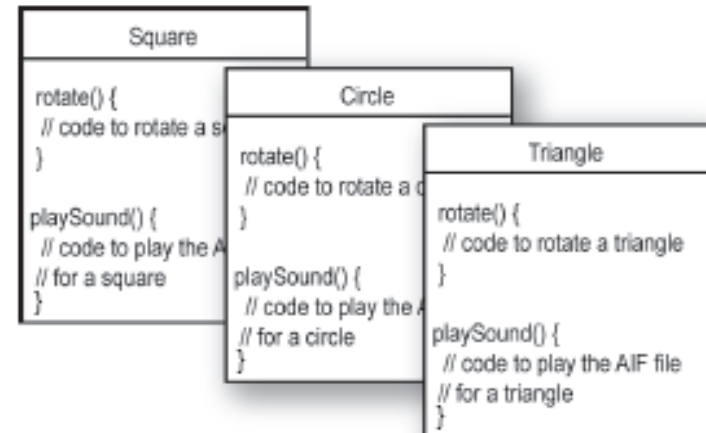 Square
rotate() {
// code to rotate a
}
playSound() {
// code to play the
// for a square
}
Circle
rotate() {
// code to rotate a
}
playSound() {
// code to play the
// for a circle
}
Triangle
rotate() {
// code to rotate a triangle
}
playSound() {
// code to play the AIF file
// for a triangle
}